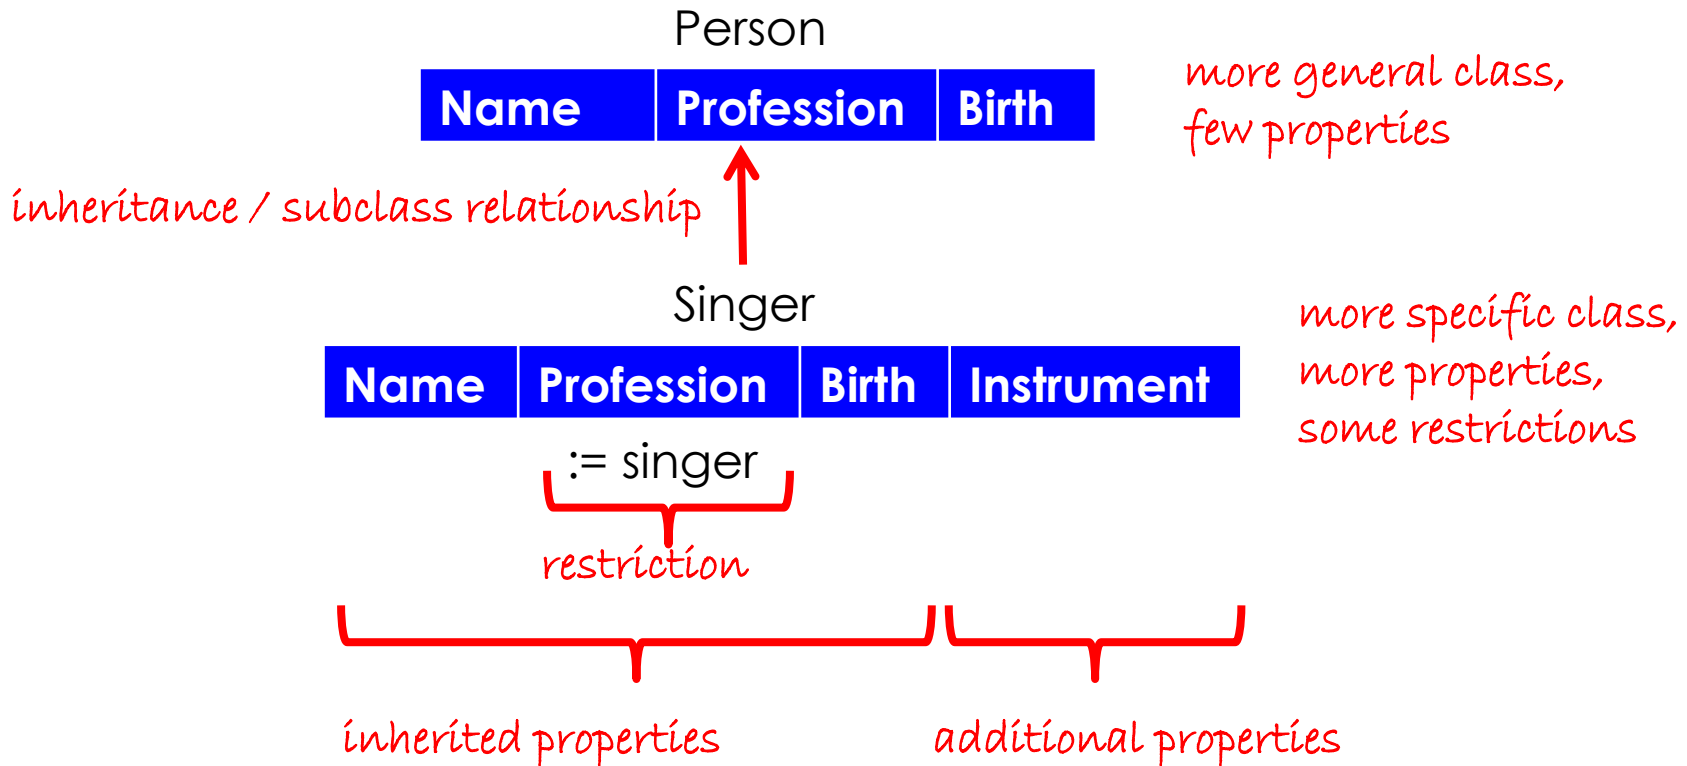 Person
Name Profession Birth
more general class,
few properties
inheritance / subclass relationship
Singer
Name Profession Birth Instrument
:= singer
more specific class,
more properties,
some restrictions
restriction
inherited properties
additional properties